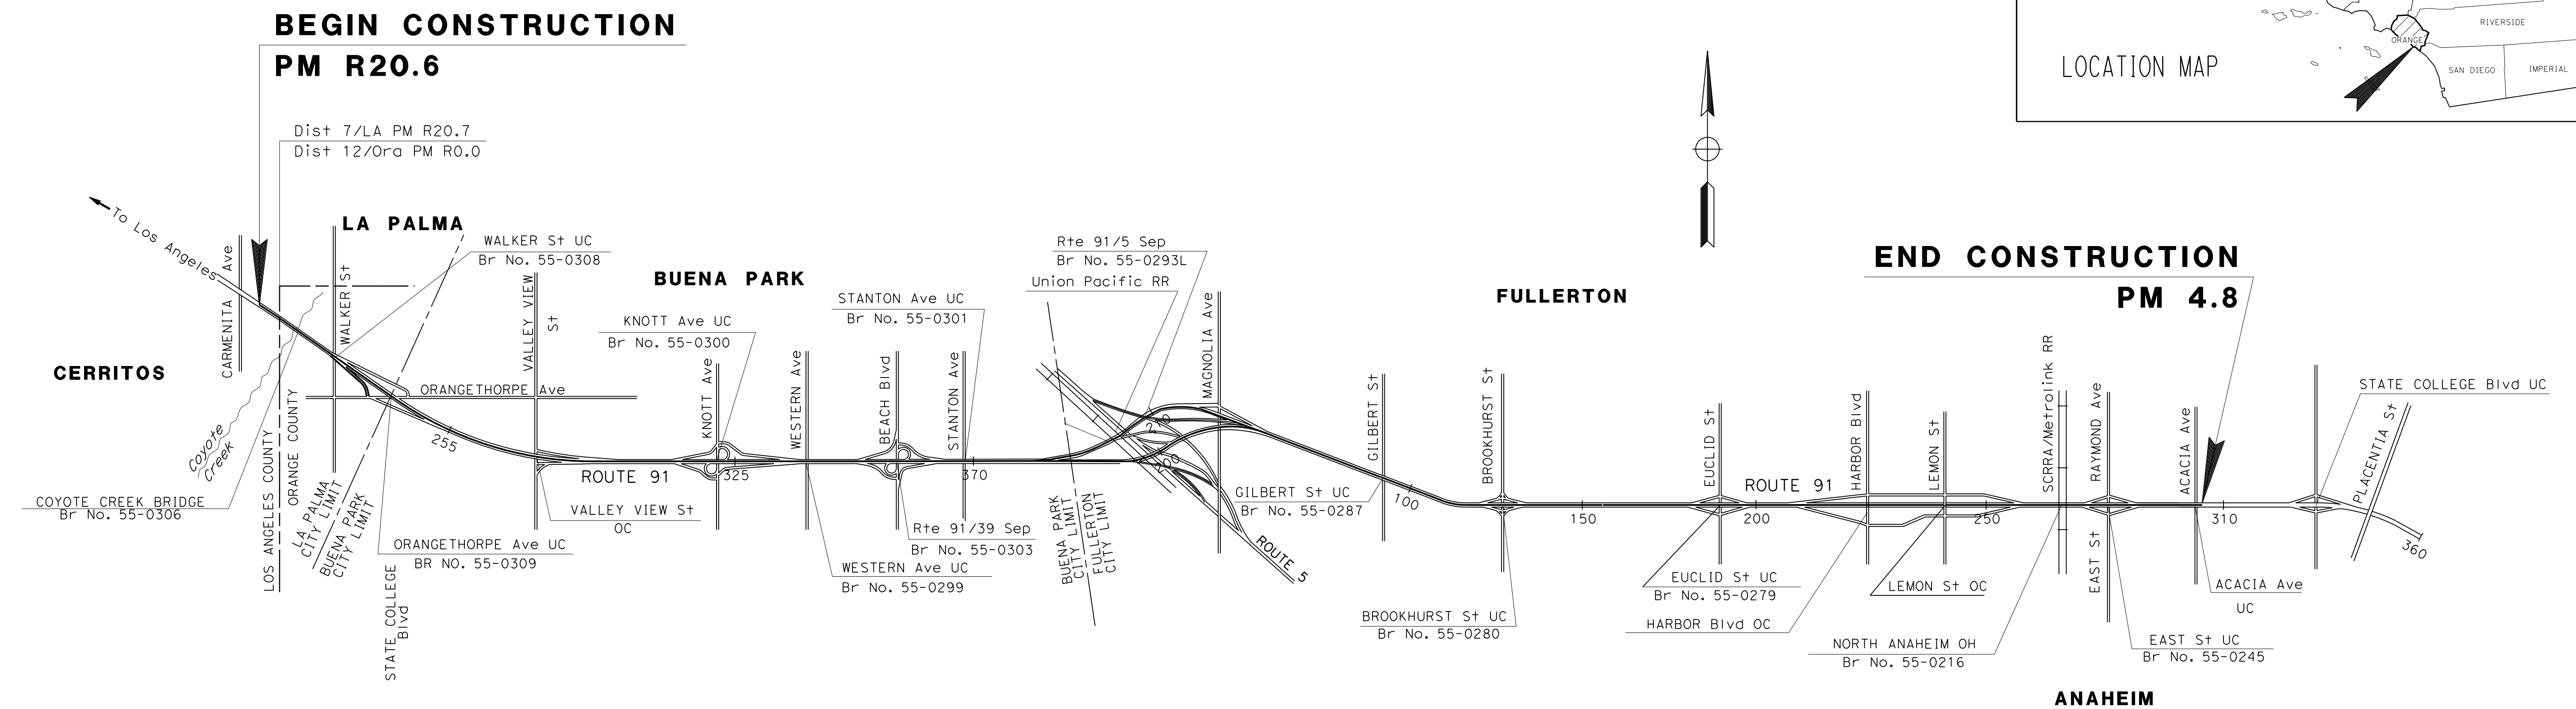 BEGIN CONSTRUCTION
PM R20.6
Dist 7/LA PM R20.7
Dist 12/Ora PM R0.0
LOCATION MAP
RIVERSIDE
ORANGE
SAN DIEGO
IMPERIAL
To Los Angeles
CARMENITA Ave
LA PALMA
WALKER St
WALKER St UC
Br No. 55-0308
CERRITOS
Coyote
Creek
COYOTE CREEK BRIDGE
Br No. 55-0306
LOS ANGELES COUNTY
ORANGE COUNTY
LA PALMA
CITY LIMIT
BUENA PARK
CITY LIMIT
ORANGETHORPE Ave
255
ORANGETHORPE Ave UC
BR NO. 55-0309
STATE COLLEGE
Blvd
VALLEY VIEW
St
VALLEY VIEW St
OC
BUENA PARK
ROUTE 91
KNOTT Ave UC
Br No. 55-0300
KNOTT Ave
325
WESTERN Ave
WESTERN Ave UC
Br No. 55-0299
BEACH Blvd
Rte 91/39 Sep
Br No. 55-0303
STANTON Ave UC
Br No. 55-0301
STANTON Ave
370
Rte 91/5 Sep
Br No. 55-0293L
Union Pacific RR
BUENA PARK
CITY LIMIT
FULLERTON
CITY LIMIT
210
200
MAGNOLIA Ave
ROUTE 5
GILBERT St
GILBERT St UC
Br No. 55-0287
100
FULLERTON
BROOKHURST St
BROOKHURST St UC
Br No. 55-0280
150
EUCLID St
EUCLID St UC
Br No. 55-0279
200
ROUTE 91
HARBOR Blvd
HARBOR Blvd OC
LEMON St
LEMON St OC
250
SCRRA/Metrolink RR
NORTH ANAHEIM OH
Br No. 55-0216
RAYMOND Ave
EAST St
EAST St UC
Br No. 55-0245
ACACIA Ave
ACACIA Ave
UC
310
END CONSTRUCTION
PM 4.8
STATE COLLEGE Blvd UC
PLACENTIA St
360
ANAHEIM